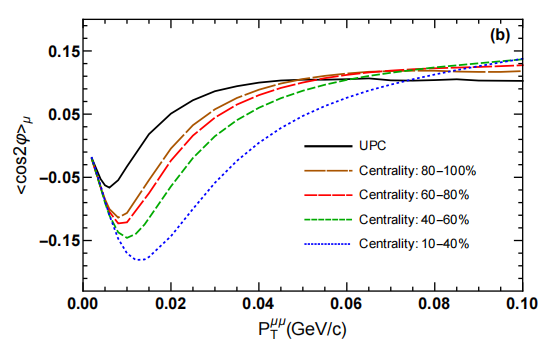 (b)
0.15
0.05
−0.05
−0.15
<cos2φ>μ
UPC
Centrality: 80−100%
Centrality: 60−80%
Centrality: 40−60%
Centrality: 10−40%
0.00 0.02 0.04 0.06 0.08 0.10
P_T^μμ(GeV/c)